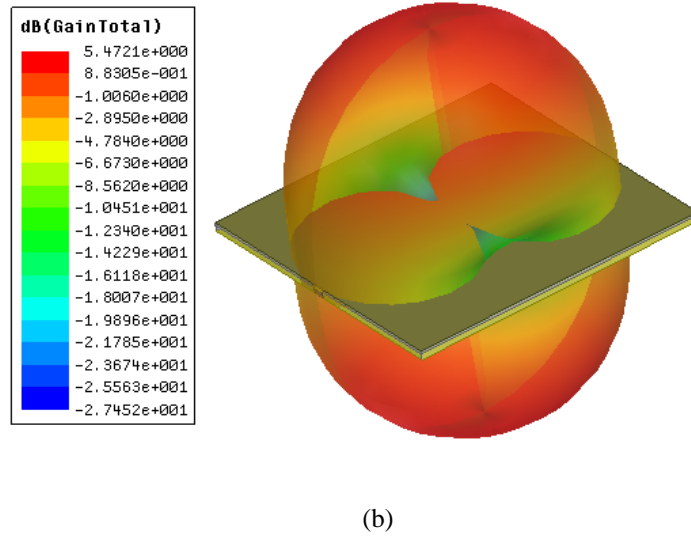 dB(GainTotal)
5.4721e+000
8.8305e-001
-1.0060e+000
-2.8950e+000
-4.7840e+000
-6.6730e+000
-8.5620e+000
-1.0451e+001
-1.2340e+001
-1.4229e+001
-1.6118e+001
-1.8007e+001
-1.9896e+001
-2.1785e+001
-2.3674e+001
-2.5563e+001
-2.7452e+001
(b)